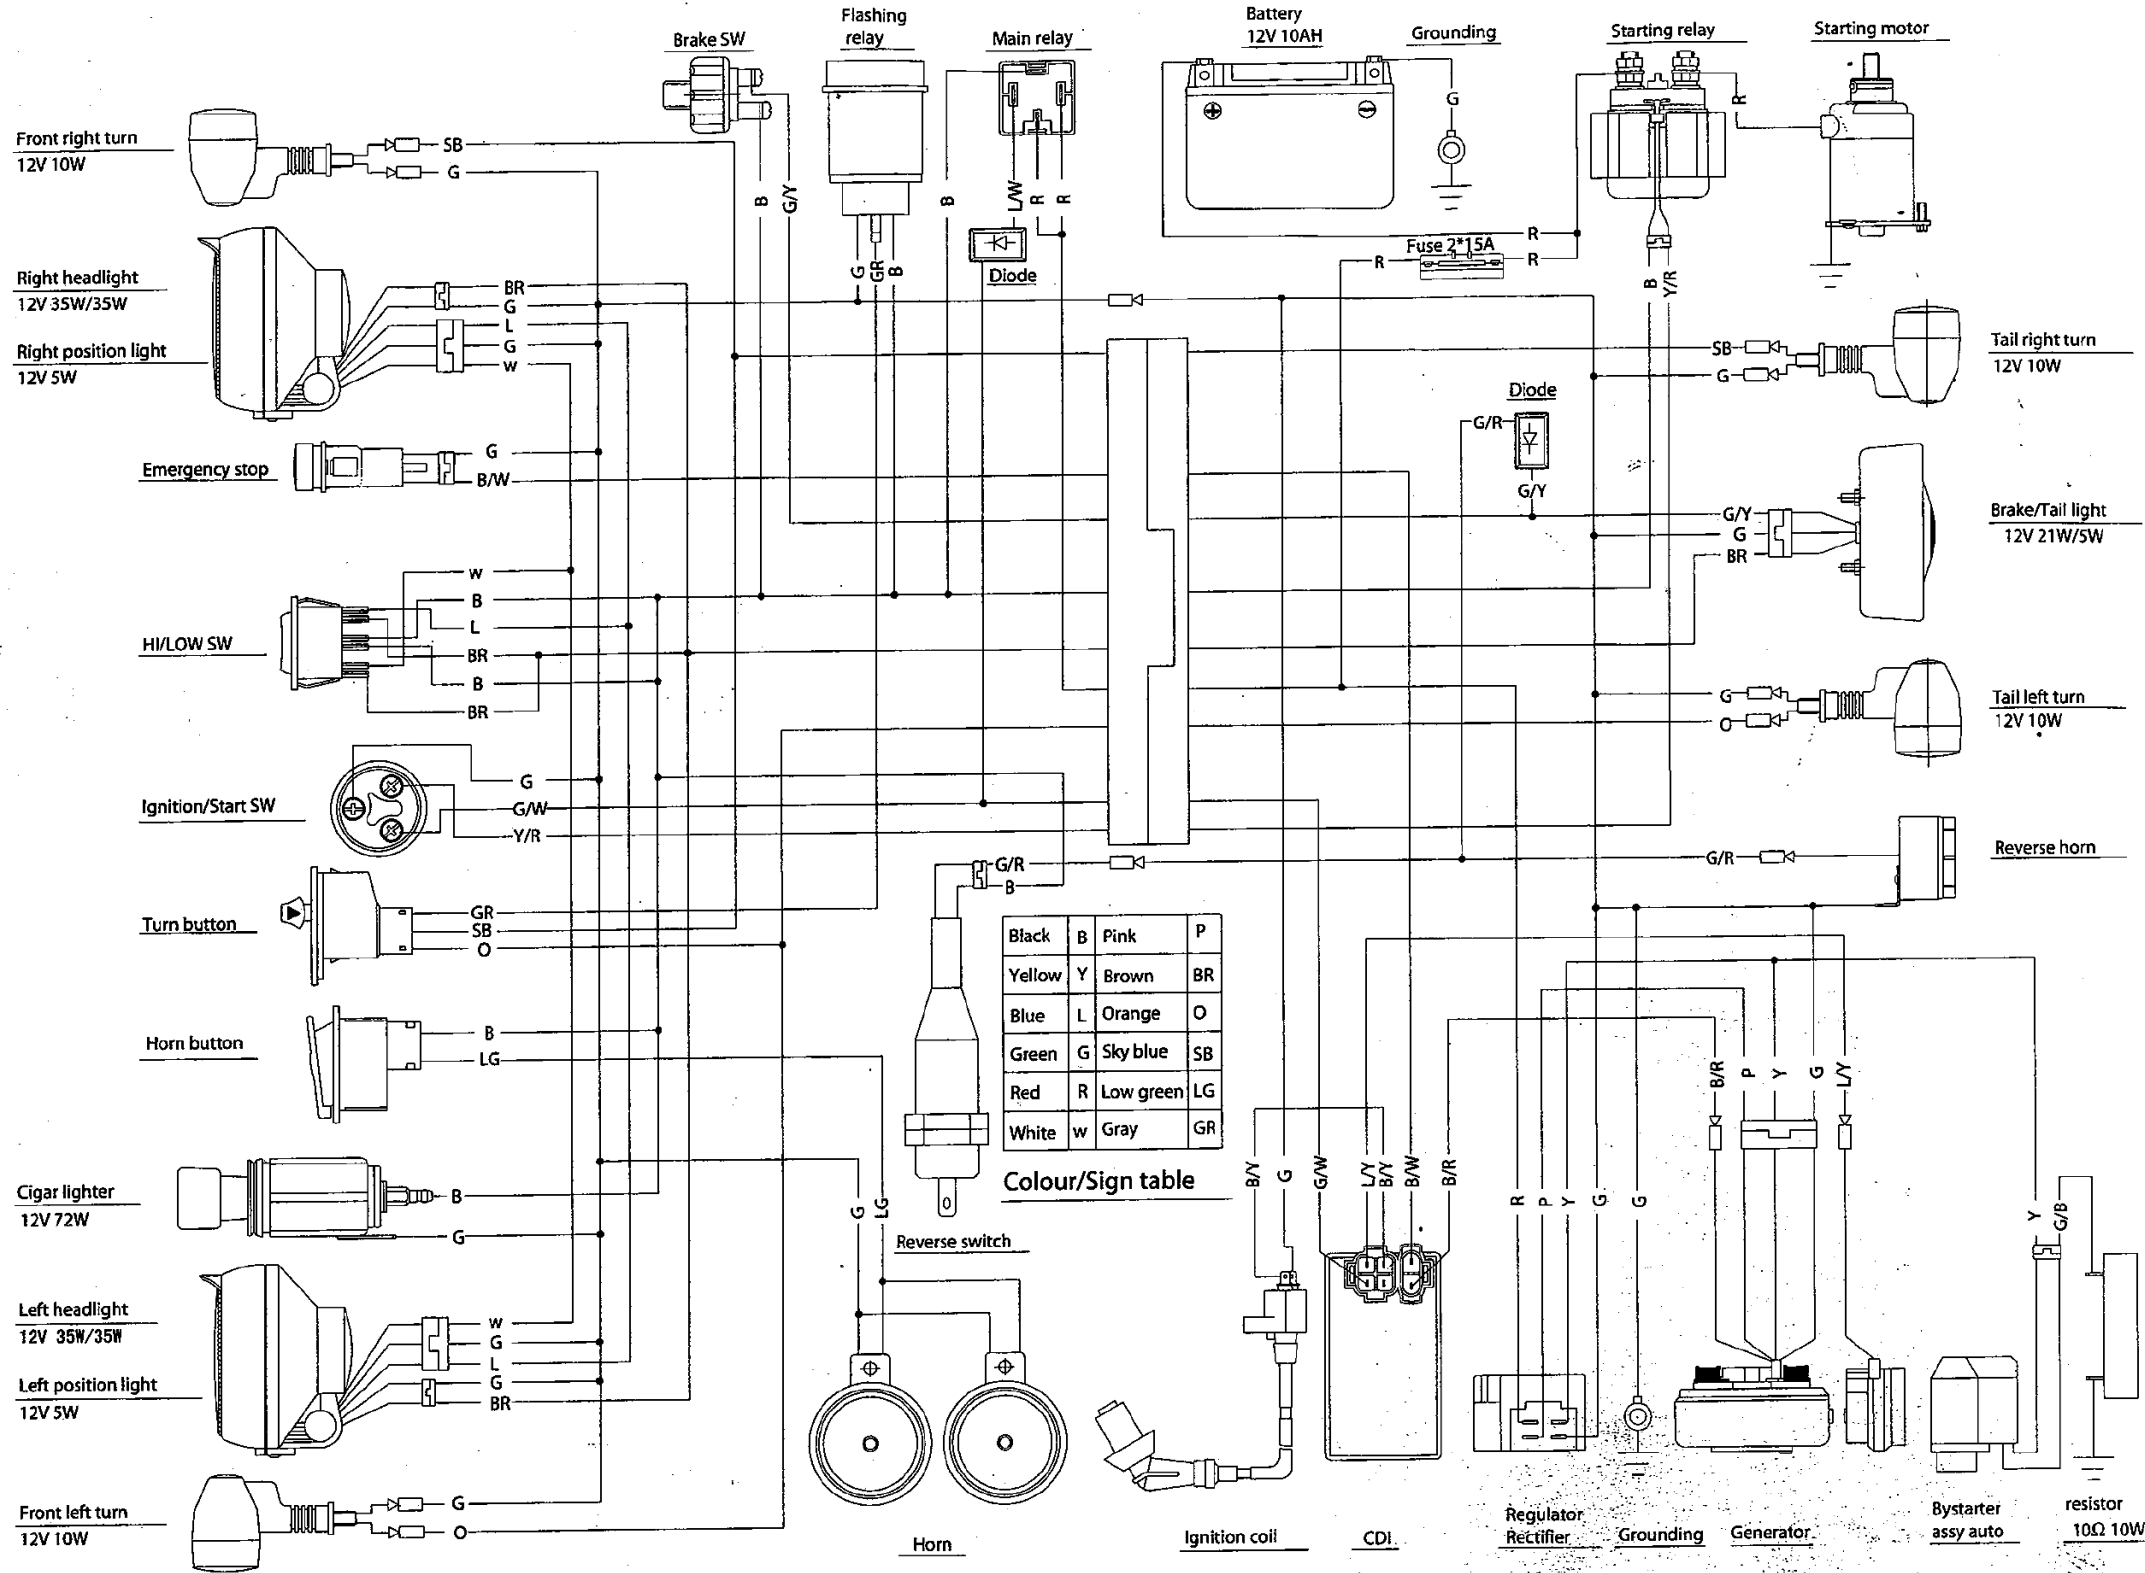 Brake SW
Flashing
relay
Main relay
Battery
12V 10AH
Grounding
Starting relay
Starting motor
Front right turn
12V 10W
SB
G
B
G/Y
G
GR
B
B
L/W
R
R
Diode
G
R
Fuse 2*15A
R
R
R
B
Y/R
Right headlight
12V 35W/35W
BR
G
L
G
w
Right position light
12V 5W
Tail right turn
12V 10W
SB
G
Diode
G/R
G/Y
Emergency stop
G
B/W
Brake/Tail light
12V 21W/5W
G/Y
G
BR
HI/LOW SW
w
B
L
BR
B
BR
Tail left turn
12V 10W
G
O
Ignition/Start SW
G
G/W
Y/R
G/R
B
G/R
Reverse horn
Turn button
GR
SB
O
Black B Pink P
Yellow Y Brown BR
Blue L Orange O
Green G Sky blue SB
Red R Low green LG
White w Gray GR
Colour/Sign table
Horn button
B
LG
B/R
P
Y
G
L/Y
Cigar lighter
12V 72W
B
G
G
LG
Reverse switch
B/Y
G
G/W
L/Y
B/Y
B/W
B/R
R
P
Y
G
G
Y
G/B
Left headlight
12V 35W/35W
w
G
L
G
BR
Left position light
12V 5W
Front left turn
12V 10W
G
O
Horn
Ignition coil
CDI
Regulator
Rectifier
Grounding
Generator
Bystarter
assy auto
resistor
10Ω 10W